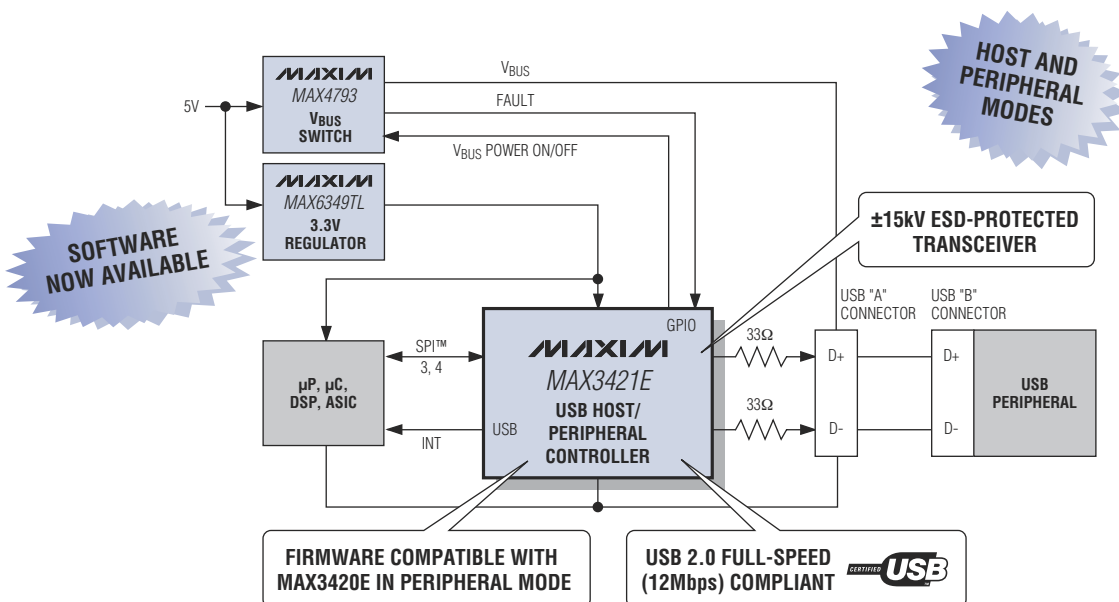 HOST AND
PERIPHERAL
MODES
SOFTWARE
NOW AVAILABLE
5V
MAXIM
MAX4793
VBUS
SWITCH
VBUS
FAULT
VBUS POWER ON/OFF
MAXIM
MAX6349TL
3.3V
REGULATOR
±15kV ESD-PROTECTED
TRANSCEIVER
µP, µC,
DSP, ASIC
SPI™
3, 4
INT
GPIO
MAXIM
MAX3421E
USB HOST/
PERIPHERAL
CONTROLLER
USB
33Ω
33Ω
USB "A"
CONNECTOR
D+
D-
USB "B"
CONNECTOR
D+
D-
USB
PERIPHERAL
FIRMWARE COMPATIBLE WITH
MAX3420E IN PERIPHERAL MODE
USB 2.0 FULL-SPEED
(12Mbps) COMPLIANT
CERTIFIED USB